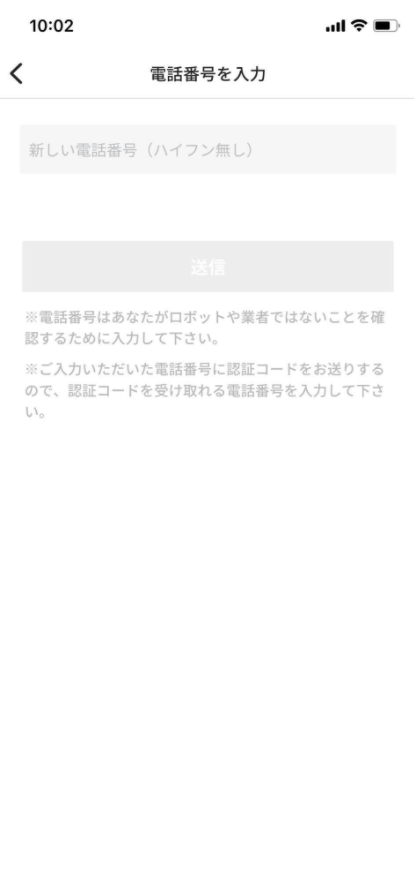 10:02
電話番号を入力
新しい電話番号（ハイフン無し）
送信
※電話番号はあなたがロボットや業者ではないことを確
認するために入力して下さい。
※ご入力いただいた電話番号に認証コードをお送りする
ので、認証コードを受け取れる電話番号を入力して下さ
い。